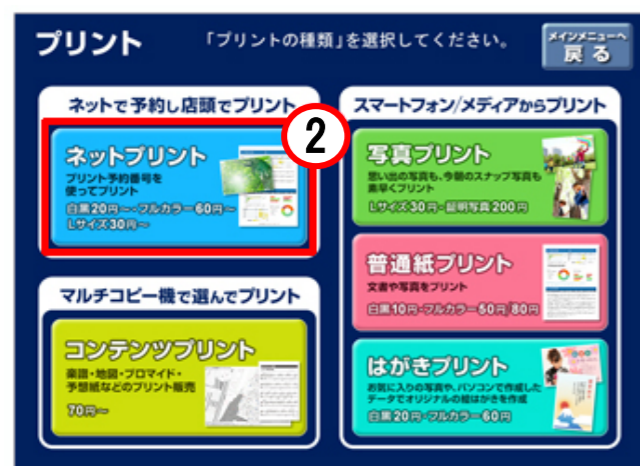 プリント
「プリントの種類」を選択してください。
メインメニューへ
戻る
ネットで予約し店頭でプリント
2
ネットプリント
プリント予約番号を
使ってプリント
白黒20円～・フルカラー60円～
Lサイズ30円～
マルチコピー機で選んでプリント
コンテンツプリント
楽譜・地図・ブロマイド・
予想紙などのプリント販売
70円～
スマートフォン/メディアからプリント
写真プリント
思い出の写真も、今朝のスナップ写真も
素早くプリント
Lサイズ30円・証明写真200円
普通紙プリント
文書や写真をプリント
白黒10円・フルカラー50円/80円
はがきプリント
お気に入りの写真や、パソコンで作成した
データでオリジナルの絵はがきを作成
白黒20円・フルカラー60円